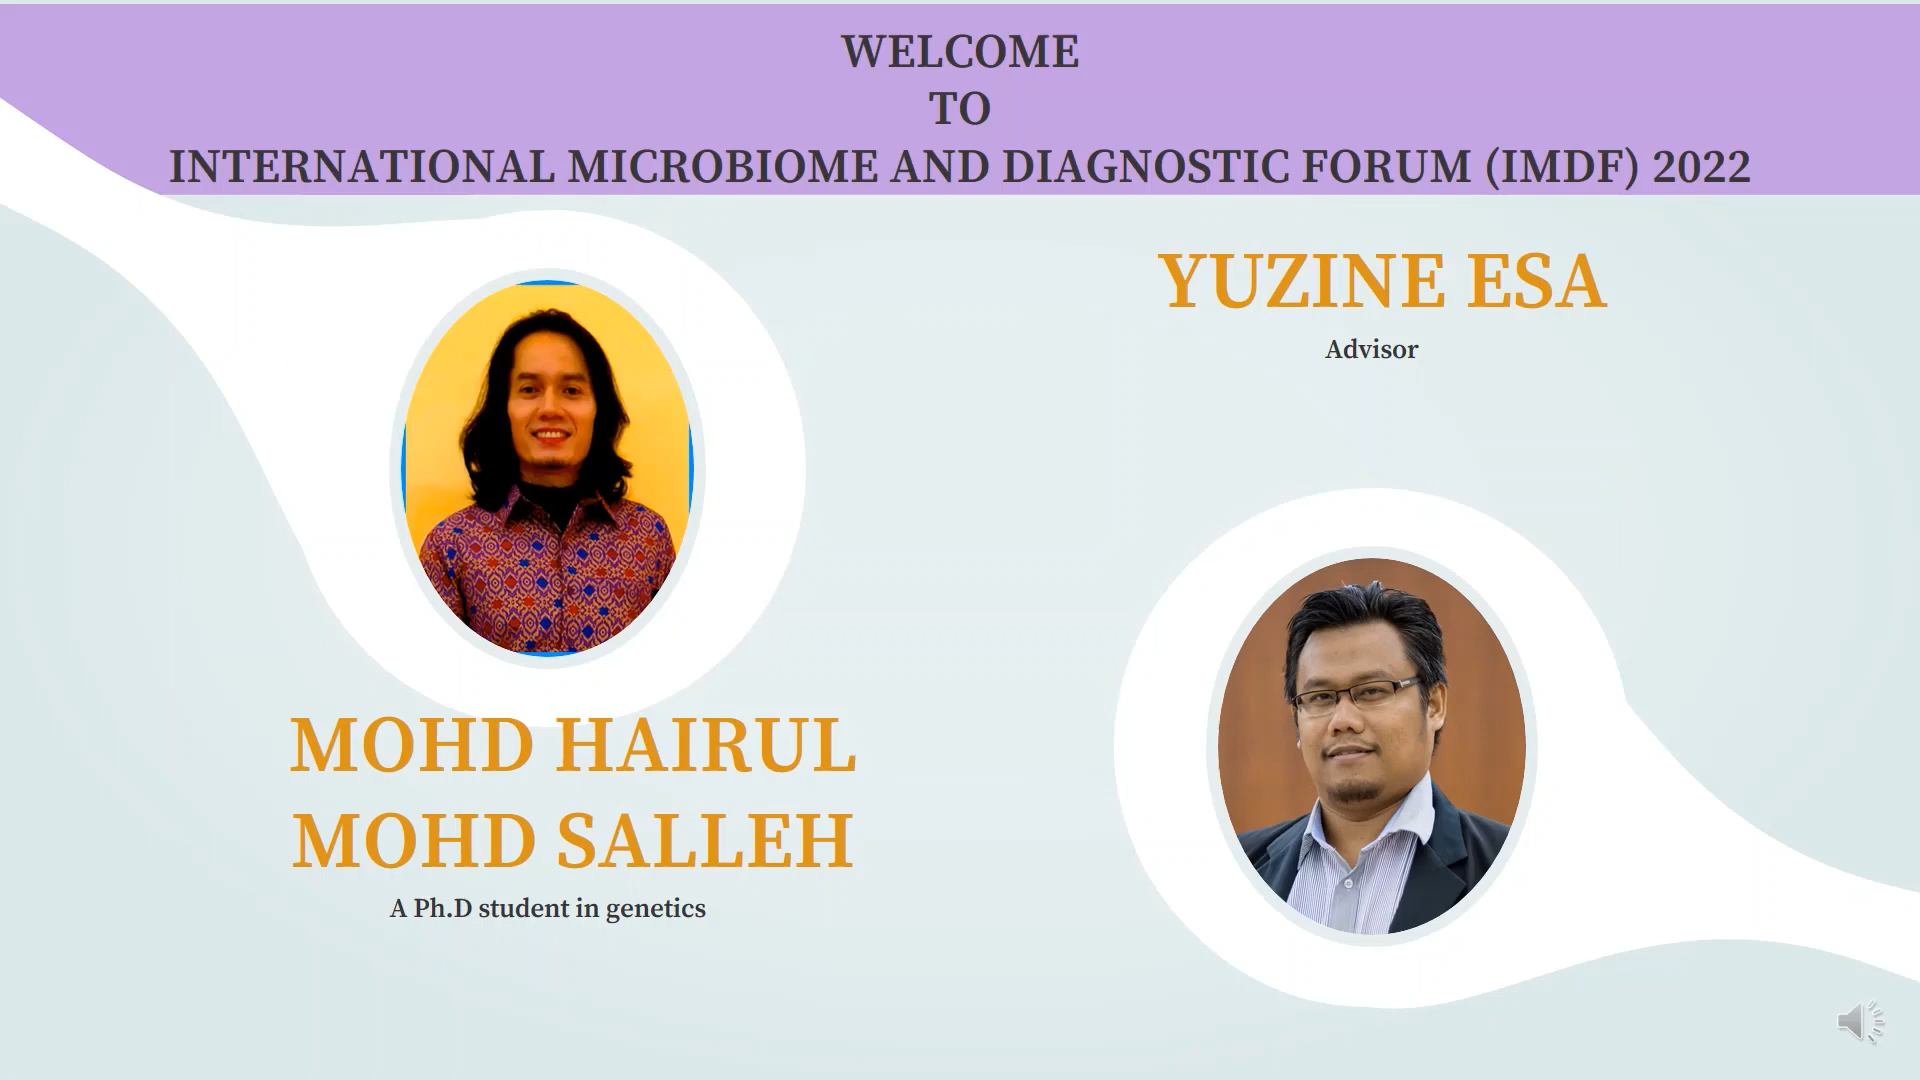 WELCOME
TO
INTERNATIONAL MICROBIOME AND DIAGNOSTIC FORUM (IMDF) 2022
YUZINE ESA
Advisor
MOHD HAIRUL
MOHD SALLEH
A Ph.D student in genetics